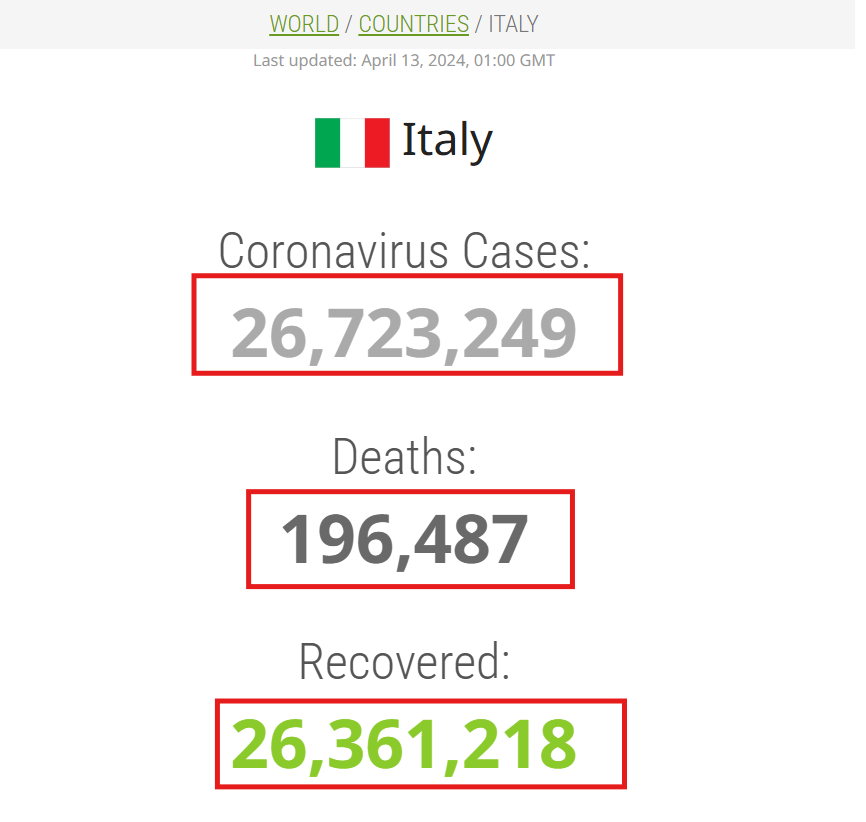 WORLD / COUNTRIES / ITALY
Last updated: April 13, 2024, 01:00 GMT
Italy
Coronavirus Cases:
26,723,249
Deaths:
196,487
Recovered:
26,361,218